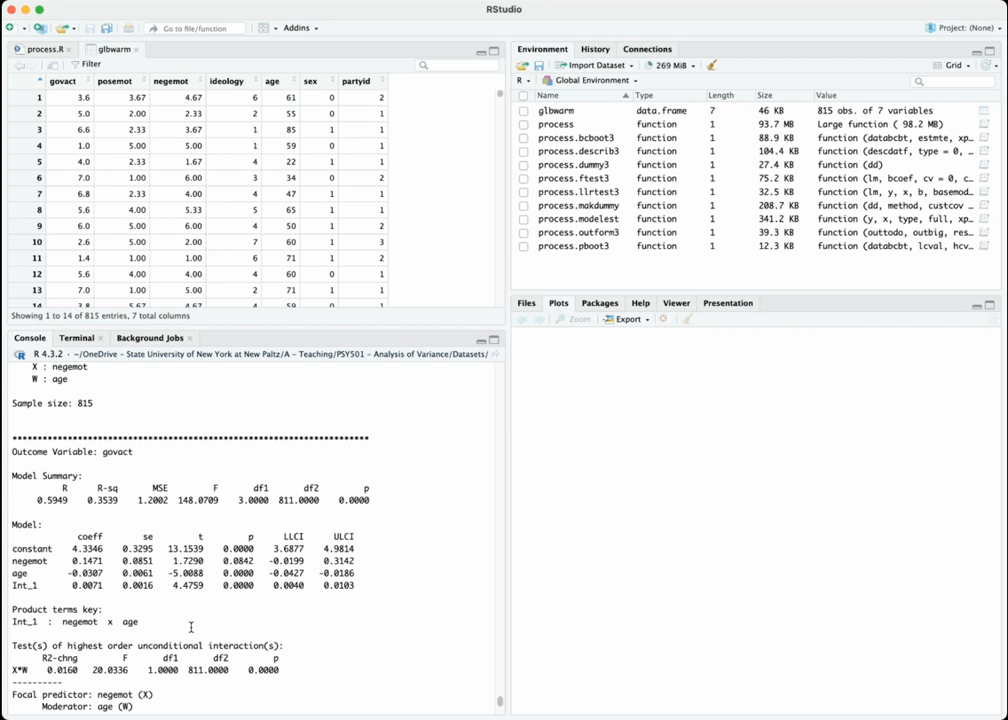 RStudio
Go to file/function
Addins
Project: (None)
process.R
glbwarm
Filter
govact posemot negemot ideology age sex partyid
1 3.6 3.67 4.67 6 61 0 2
2 5.0 2.00 2.33 2 55 0 1
3 6.6 2.33 3.67 1 85 1 1
4 1.0 5.00 5.00 1 59 0 1
5 4.0 2.33 1.67 4 22 1 1
6 7.0 1.00 6.00 3 34 0 2
7 6.8 2.33 4.00 4 47 1 1
8 5.6 4.00 5.33 5 65 1 1
9 6.0 5.00 6.00 4 50 1 2
10 2.6 5.00 2.00 7 60 1 3
11 1.4 1.00 1.00 6 71 1 2
12 5.6 4.00 4.00 4 60 0 1
13 7.0 1.00 5.00 2 71 1 1
14 3.8 5.67 4.67 4 59 0 1
Showing 1 to 14 of 815 entries, 7 total columns
Console Terminal Background Jobs
R 4.3.2 · ~/OneDrive - State University of New York at New Paltz/A - Teaching/PSY501 - Analysis of Variance/Datasets/
X : negemot
W : age
Sample size: 815
***********************************************************************
Outcome Variable: govact
Model Summary:
R R-sq MSE F df1 df2 p
0.5949 0.3539 1.2002 148.0709 3.0000 811.0000 0.0000
Model:
coeff se t p LLCI ULCI
constant 4.3346 0.3295 13.1539 0.0000 3.6877 4.9814
negemot 0.1471 0.0851 1.7290 0.0842 -0.0199 0.3142
age -0.0307 0.0061 -5.0088 0.0000 -0.0427 -0.0186
Int_1 0.0071 0.0016 4.4759 0.0000 0.0040 0.0103
Product terms key:
Int_1 : negemot x age
Test(s) of highest order unconditional interaction(s):
R2-chng F df1 df2 p
X*W 0.0160 20.0336 1.0000 811.0000 0.0000
----------
Focal predictor: negemot (X)
Moderator: age (W)
Environment History Connections
Import Dataset 269 MiB Grid
R Global Environment
Name Type Length Size Value
glbwarm data.frame 7 46 KB 815 obs. of 7 variables
process function 1 93.7 MB Large function ( 98.2 MB)
process.bcboot3 function 1 88.9 KB function (databcbt, estmte, xp…
process.describ3 function 1 104.4 KB function (descdatf, type = 0, …
process.dummy3 function 1 27.4 KB function (dd)
process.ftest3 function 1 75.2 KB function (lm, bcoef, cv = 0, c…
process.llrtest3 function 1 32.5 KB function (lm, y, x, b, basemod…
process.makdummy function 1 208.7 KB function (dd, method, custcov …
process.modelest function 1 341.2 KB function (y, x, type, full, xp…
process.outform3 function 1 39.3 KB function (outtodo, outbig, res…
process.pboot3 function 1 12.3 KB function (databcbt, lcval, hcv…
Files Plots Packages Help Viewer Presentation
Zoom Export